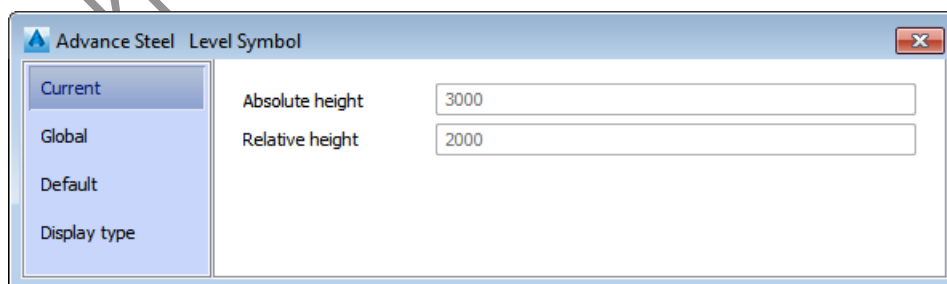 Advance Steel Level Symbol
Current
Global
Default
Display type
Absolute height 3000
Relative height 2000